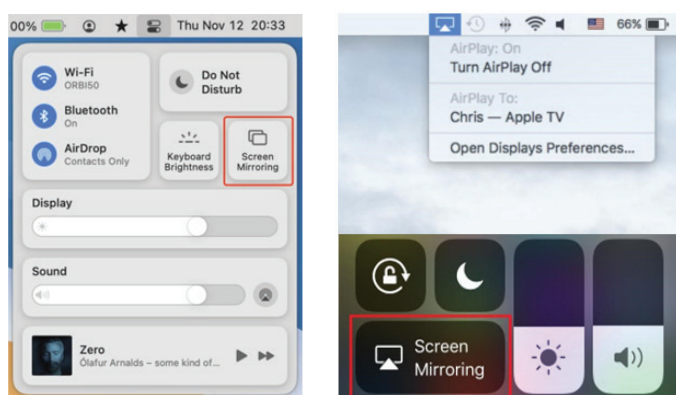 00%
Thu Nov 12 20:33
Wi-Fi
ORBI50
Bluetooth
On
AirDrop
Contacts Only
Do Not
Disturb
Keyboard
Brightness
Screen
Mirroring
Display
Sound
Zero
Ólafur Arnalds – some kind of...
66%
AirPlay: On
Turn AirPlay Off
AirPlay To:
Chris — Apple TV
Open Displays Preferences...
Screen
Mirroring